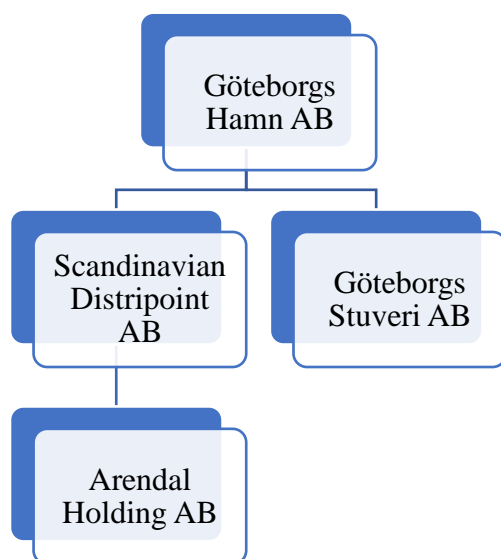 Göteborgs
Hamn AB
Scandinavian
Distripoint
AB
Göteborgs
Stuveri AB
Arendal
Holding AB